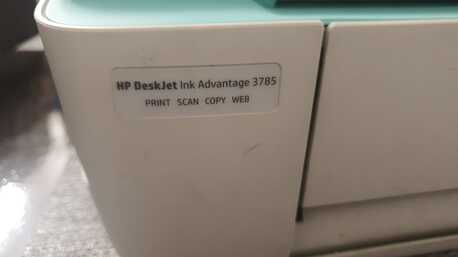 HP DeskJet Ink Advantage 3785
PRINT SCAN COPY WEB